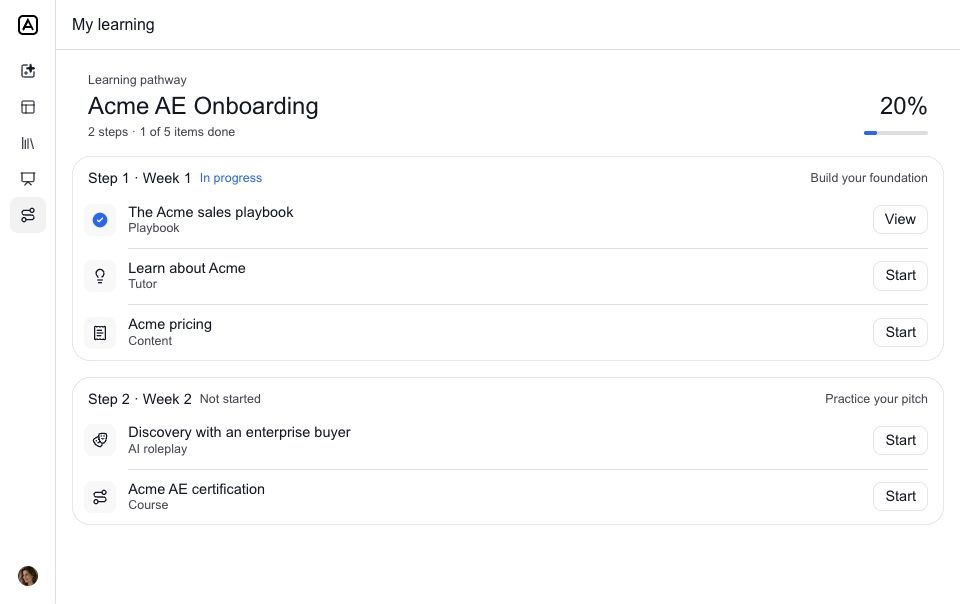 My learning
Learning pathway
Acme AE Onboarding
20%
2 steps · 1 of 5 items done
Step 1 · Week 1 In progress
Build your foundation
The Acme sales playbook
Playbook
View
Learn about Acme
Tutor
Start
Acme pricing
Content
Start
Step 2 · Week 2 Not started
Practice your pitch
Discovery with an enterprise buyer
AI roleplay
Start
Acme AE certification
Course
Start